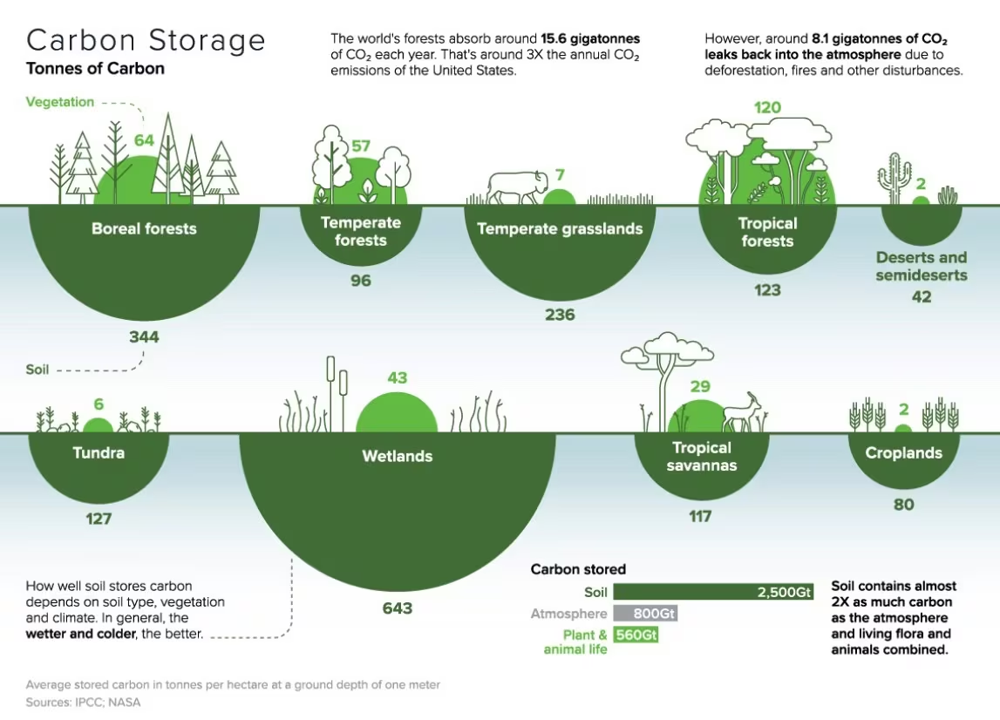 Carbon Storage
Tonnes of Carbon
The world's forests absorb around 15.6 gigatonnes
of CO₂ each year. That's around 3X the annual CO₂
emissions of the United States.
However, around 8.1 gigatonnes of CO₂
leaks back into the atmosphere due to
deforestation, fires and other disturbances.
Vegetation
64
Boreal forests
344
57
Temperate
forests
96
7
Temperate grasslands
236
120
Tropical
forests
123
2
Deserts and
semideserts
42
Soil
6
Tundra
127
43
Wetlands
643
29
Tropical
savannas
117
2
Croplands
80
How well soil stores carbon
depends on soil type, vegetation
and climate. In general, the
wetter and colder, the better.
Carbon stored
Soil 2,500Gt
Atmosphere 800Gt
Plant &
animal life 560Gt
Soil contains almost
2X as much carbon
as the atmosphere
and living flora and
animals combined.
Average stored carbon in tonnes per hectare at a ground depth of one meter
Sources: IPCC; NASA